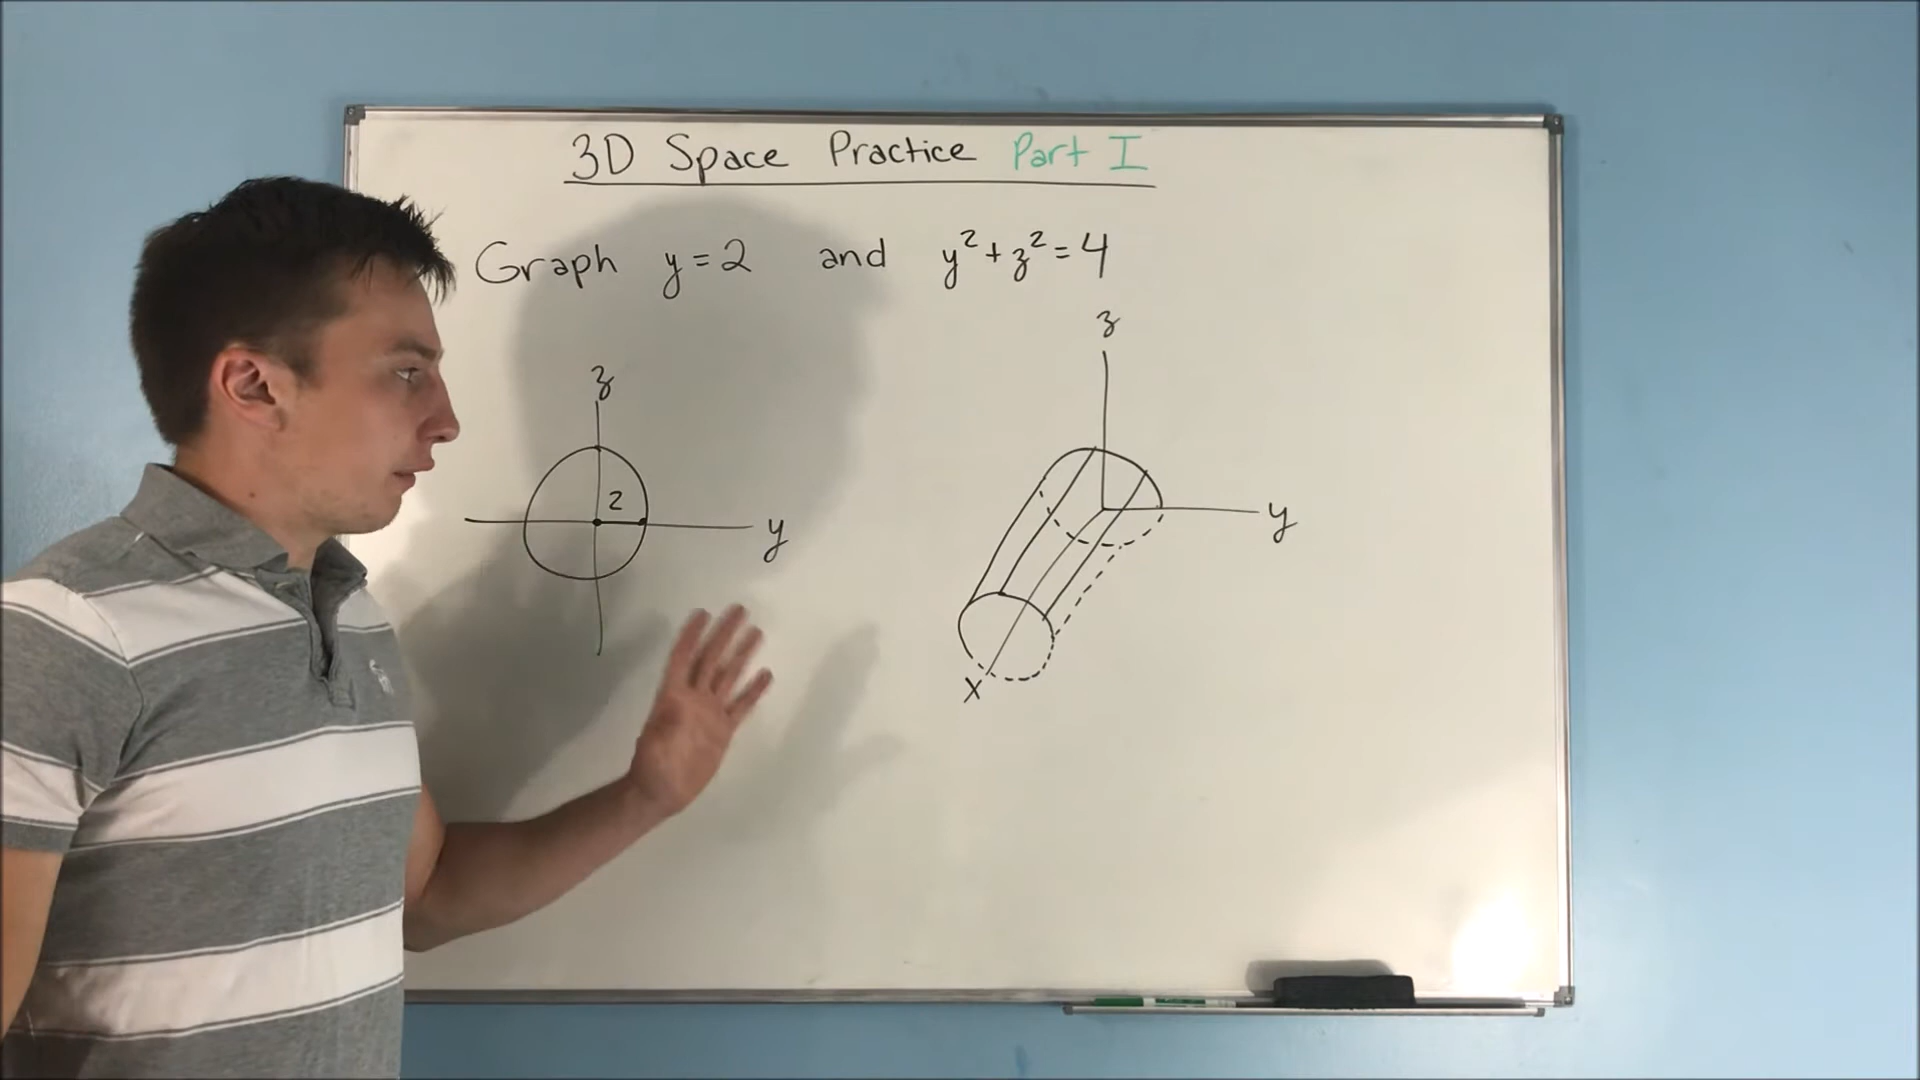 3D Space Practice Part I
Graph y=2 and y²+z²=4
z
2
y
z
y
x